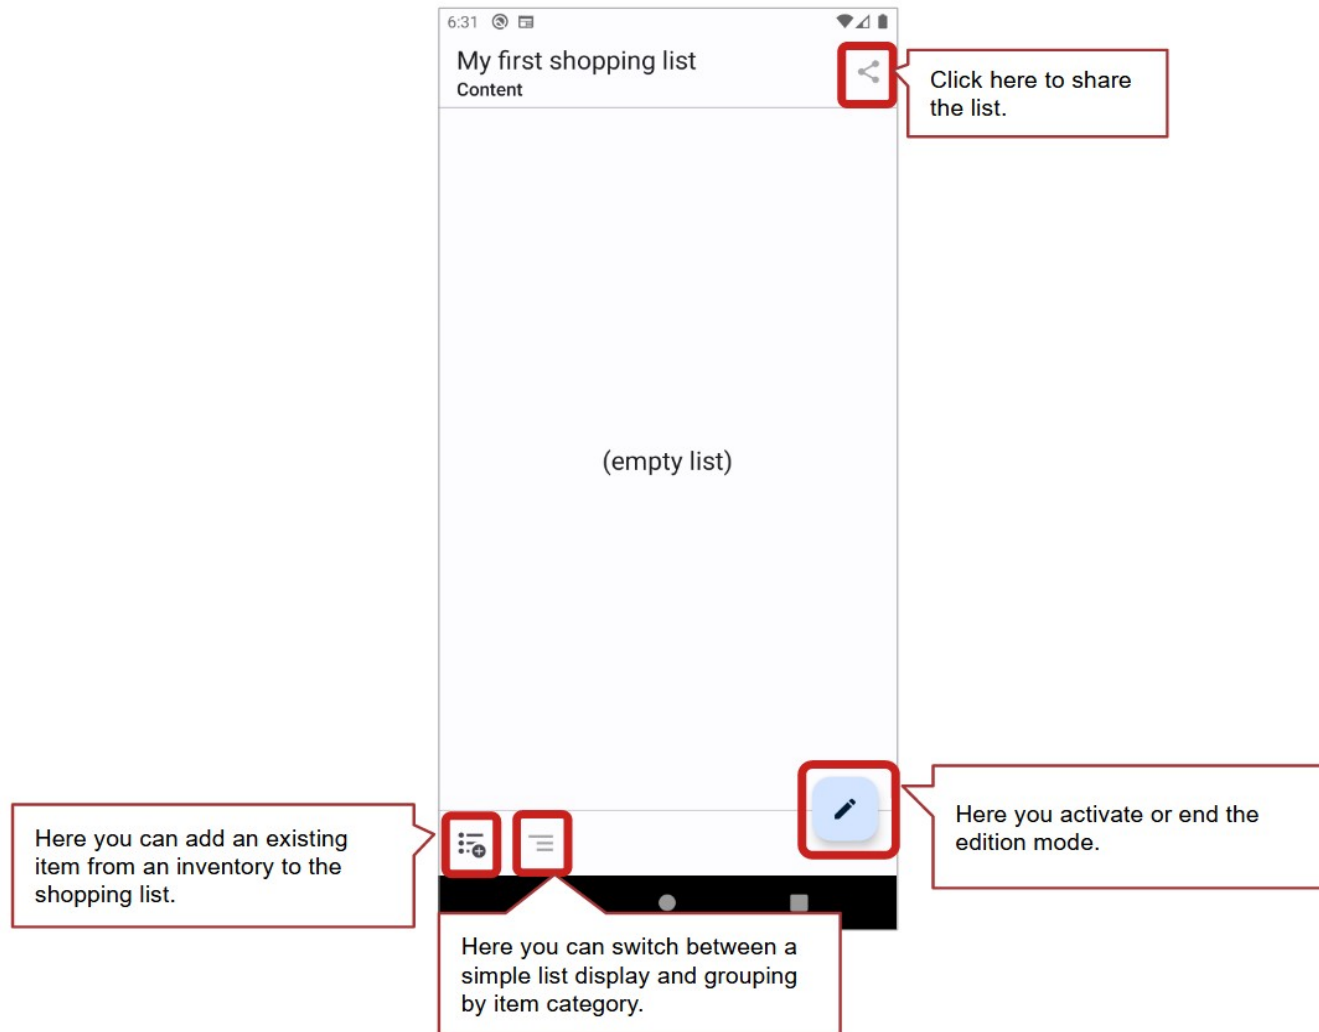 6:31
My first shopping list
Content
Click here to share
the list.
(empty list)
Here you activate or end the
edition mode.
Here you can add an existing
item from an inventory to the
shopping list.
Here you can switch between a
simple list display and grouping
by item category.